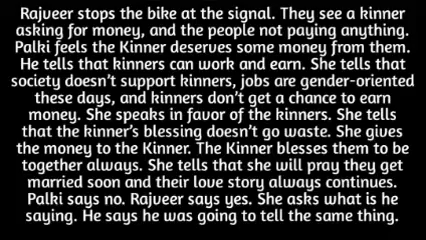 Rajveer stops the bike at the signal. They see a kinner
asking for money, and the people not paying anything.
Palki feels the Kinner deserves some money from them.
He tells that kinners can work and earn. She tells that
society doesn't support kinners, jobs are gender-oriented
these days, and kinners don't get a chance to earn
money. She speaks in favor of the kinners. She tells
that the kinner's blessing doesn't go waste. She gives
the money to the Kinner. The Kinner blesses them to be
together always. She tells that she will pray they get
married soon and their love story always continues.
Palki says no. Rajveer says yes. She asks what is he
saying. He says he was going to tell the same thing.